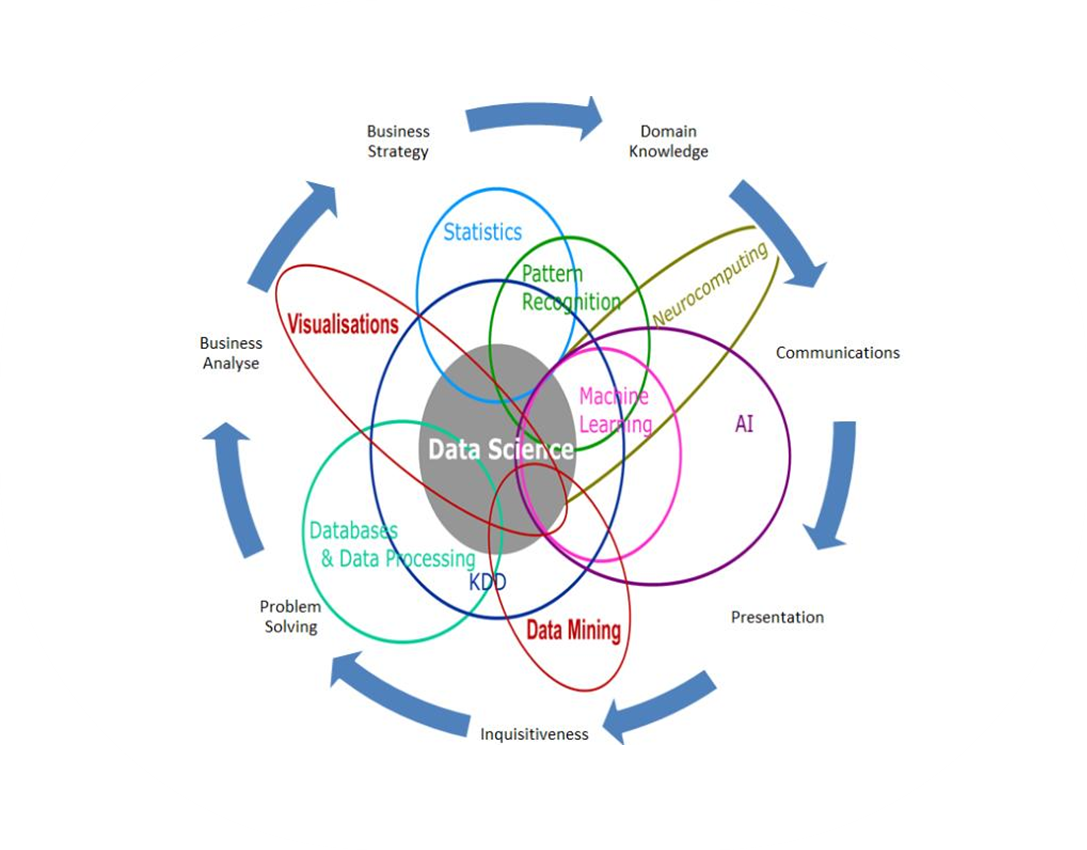 Business
Strategy
Domain
Knowledge
Statistics
Neurocomputing
Pattern
Recognition
Visualisations
Business
Analyse
Communications
Machine
Learning
AI
Data Science
Databases
& Data Processing
KDD
Problem
Solving
Presentation
Data Mining
Inquisitiveness